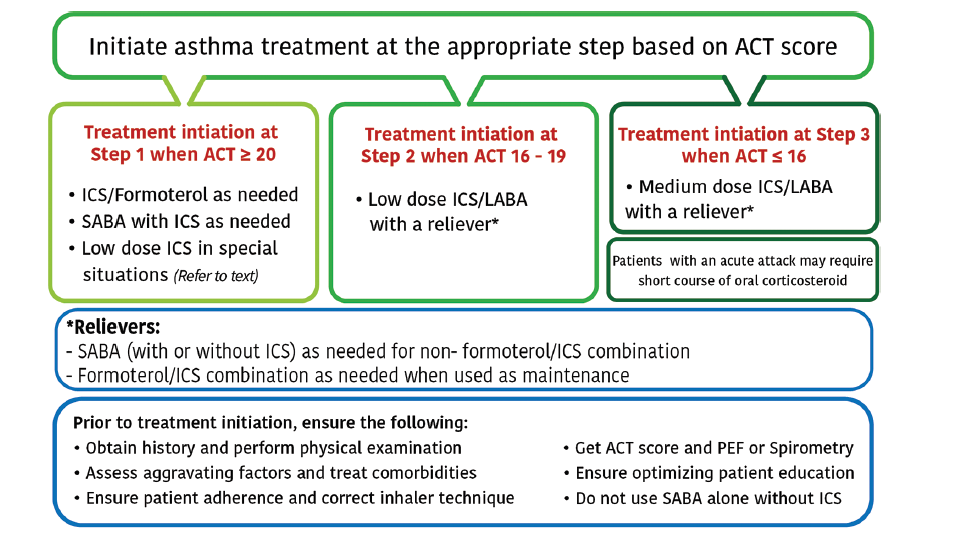 Initiate asthma treatment at the appropriate step based on ACT score
Treatment intiation at
Step 1 when ACT ≥ 20
• ICS/Formoterol as needed
• SABA with ICS as needed
• Low dose ICS in special
situations (Refer to text)
Treatment intiation at
Step 2 when ACT 16 - 19
• Low dose ICS/LABA
with a reliever*
Treatment intiation at Step 3
when ACT ≤ 16
• Medium dose ICS/LABA
with a reliever*
Patients with an acute attack may require
short course of oral corticosteroid
*Relievers:
- SABA (with or without ICS) as needed for non- formoterol/ICS combination
- Formoterol/ICS combination as needed when used as maintenance
Prior to treatment initiation, ensure the following:
• Obtain history and perform physical examination
• Assess aggravating factors and treat comorbidities
• Ensure patient adherence and correct inhaler technique
• Get ACT score and PEF or Spirometry
• Ensure optimizing patient education
• Do not use SABA alone without ICS